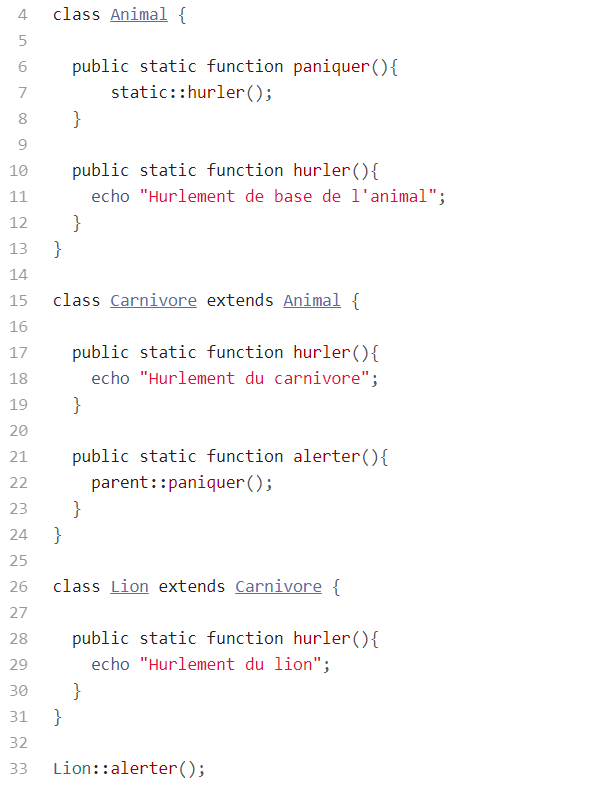 4 class Animal {
5
6   public static function paniquer(){
7       static::hurler();
8   }
9
10   public static function hurler(){
11     echo "Hurlement de base de l'animal";
12   }
13 }
14
15 class Carnivore extends Animal {
16
17   public static function hurler(){
18     echo "Hurlement du carnivore";
19   }
20
21   public static function alerter(){
22     parent::paniquer();
23   }
24 }
25
26 class Lion extends Carnivore {
27
28   public static function hurler(){
29     echo "Hurlement du lion";
30   }
31 }
32
33 Lion::alerter();